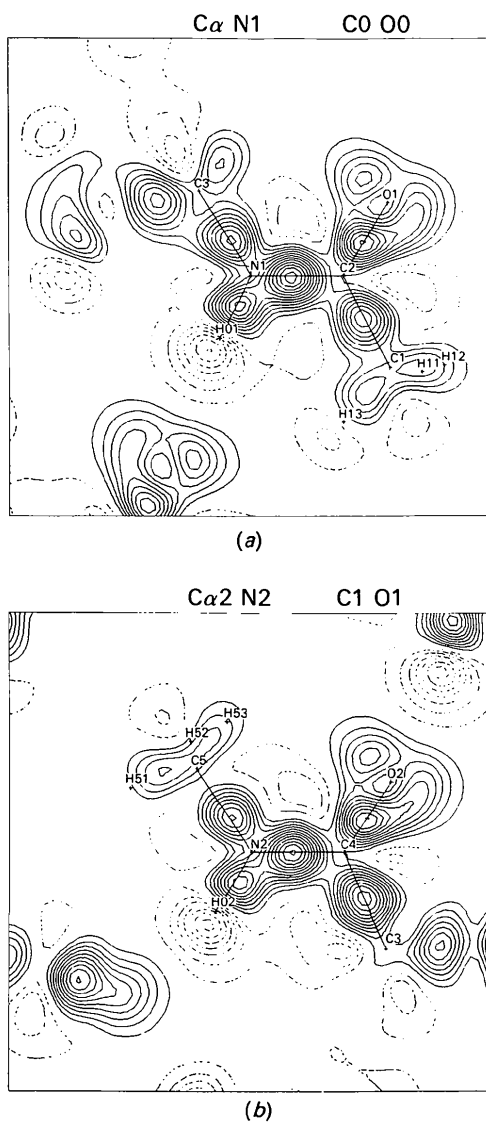 Cα N1 C0 O0
C3
O1
N1
C2
H01
C1
H11
H12
H13
(a)
Cα2 N2 C1 O1
H53
H52
C5
H51
O2
N2
C4
H02
C3
(b)